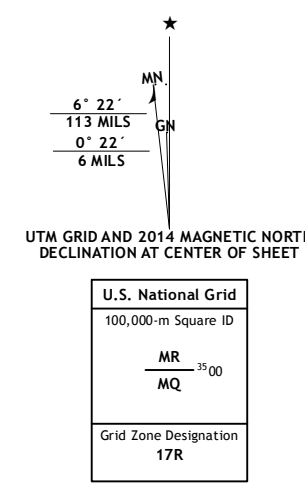 ★
MN
6° 22´
113 MILS
GN
0° 22´
6 MILS
UTM GRID AND 2014 MAGNETIC NORTH
DECLINATION AT CENTER OF SHEET
U.S. National Grid
100,000-m Square ID
MR
3500
MQ
Grid Zone Designation
17R